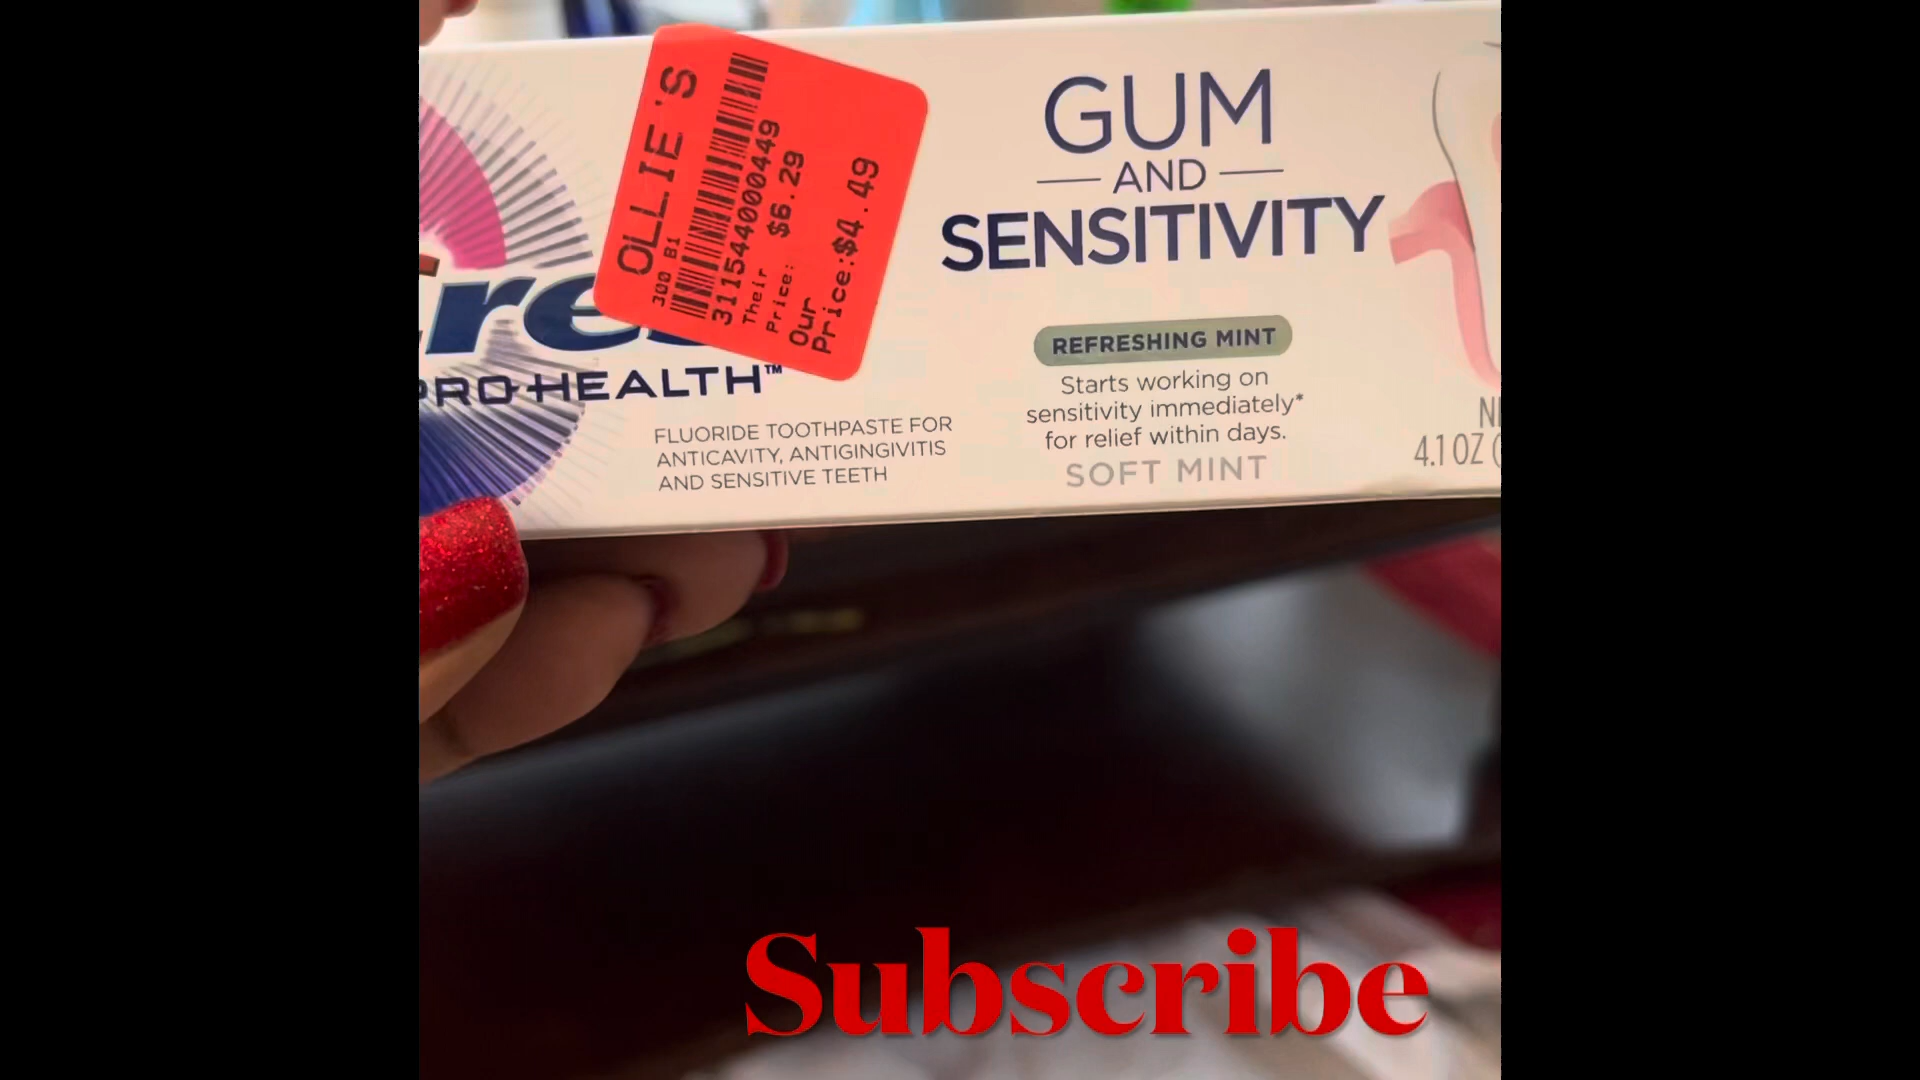 OLLIE'S
300 B1
311544000449
Their
Price: $6.29
Our
Price:$4.49
PRO-HEALTH™
FLUORIDE TOOTHPASTE FOR
ANTICAVITY, ANTIGINGIVITIS
AND SENSITIVE TEETH
GUM
AND
SENSITIVITY
REFRESHING MINT
Starts working on
sensitivity immediately*
for relief within days.
SOFT MINT
4.1 OZ (
Subscribe